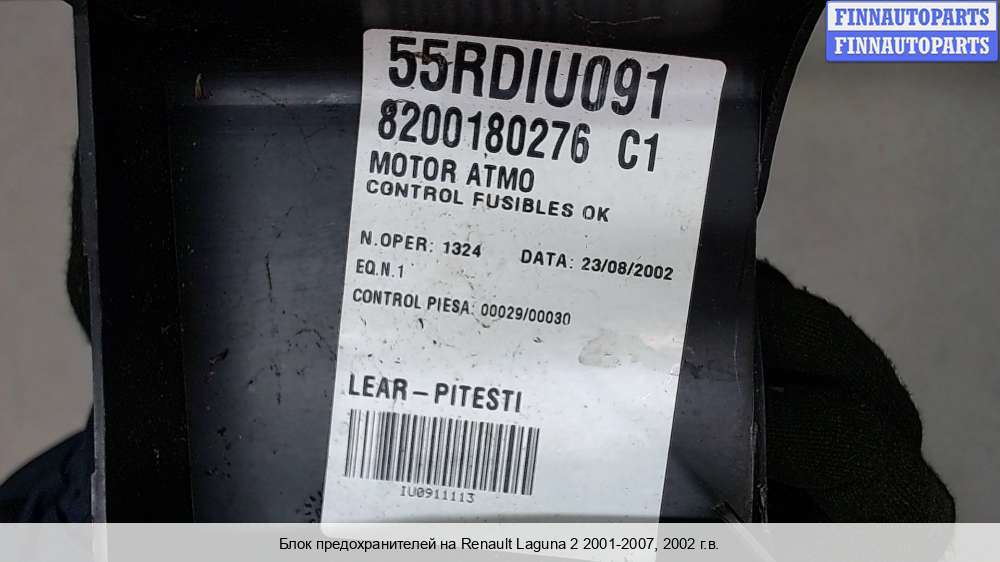 FINNAUTOPARTS
FINNAUTOPARTS
55RDIU091
8200180276 C1
MOTOR ATMO
CONTROL FUSIBLES OK
N.OPER: 1324 DATA: 23/08/2002
EQ.N.1
CONTROL PIESA: 00029/00030
LEAR-PITESTI
IU0911113
Блок предохранителей на Renault Laguna 2 2001-2007, 2002 г.в.